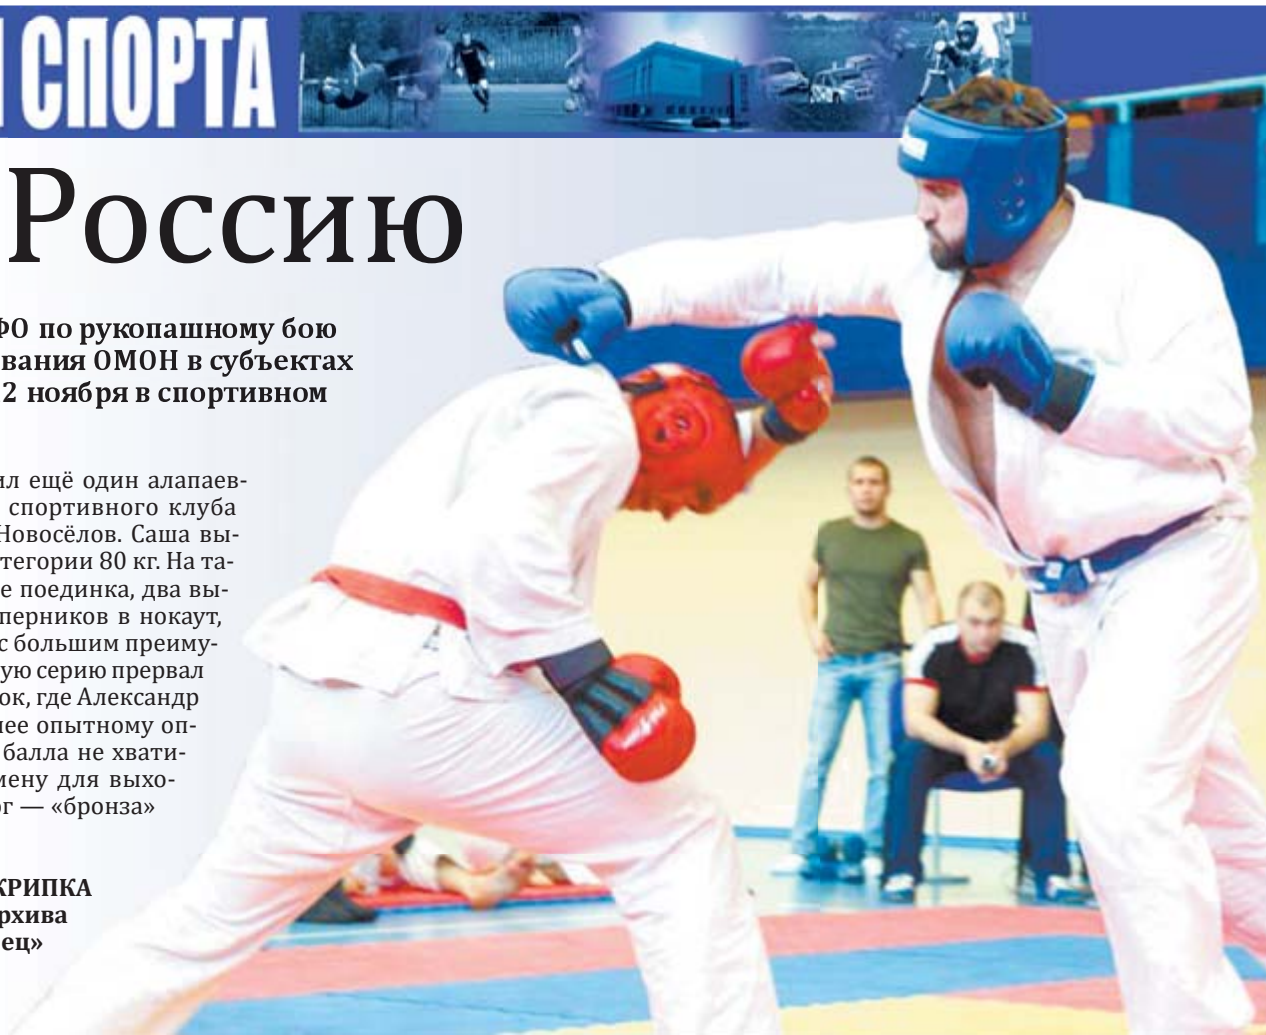 СПОРТА
Россию
ФО по рукопашному бою
вания ОМОН в субъектах
2 ноября в спортивном
ил ещё один алапаев-
спортивного клуба
Новосёлов. Саша вы-
тегории 80 кг. На та-
е поединка, два вы-
перников в нокаут,
с большим преиму-
ую серию прервал
ок, где Александр
нее опытному оп-
балла не хвати-
мену для выхо-
ог — «бронза»
КРИПКА
рхива
ец»